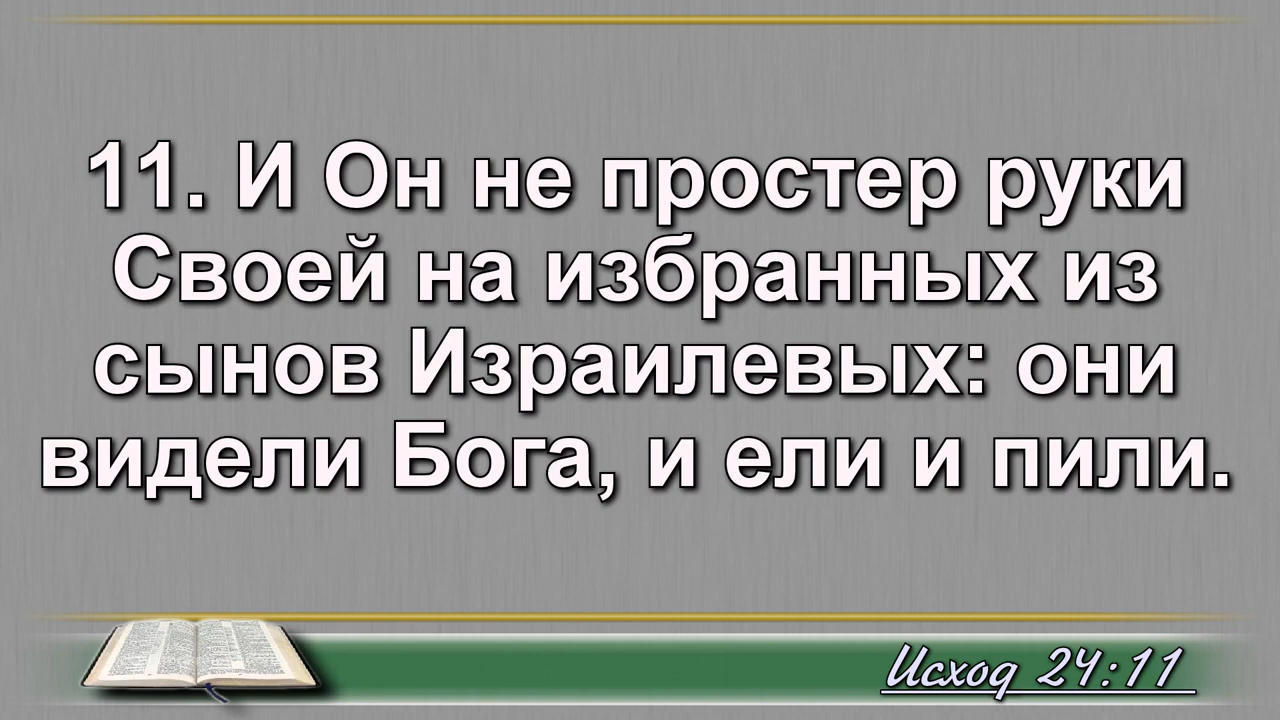 11. И Он не простер руки
Своей на избранных из
сынов Израилевых: они
видели Бога, и ели и пили.
Исход 24:11